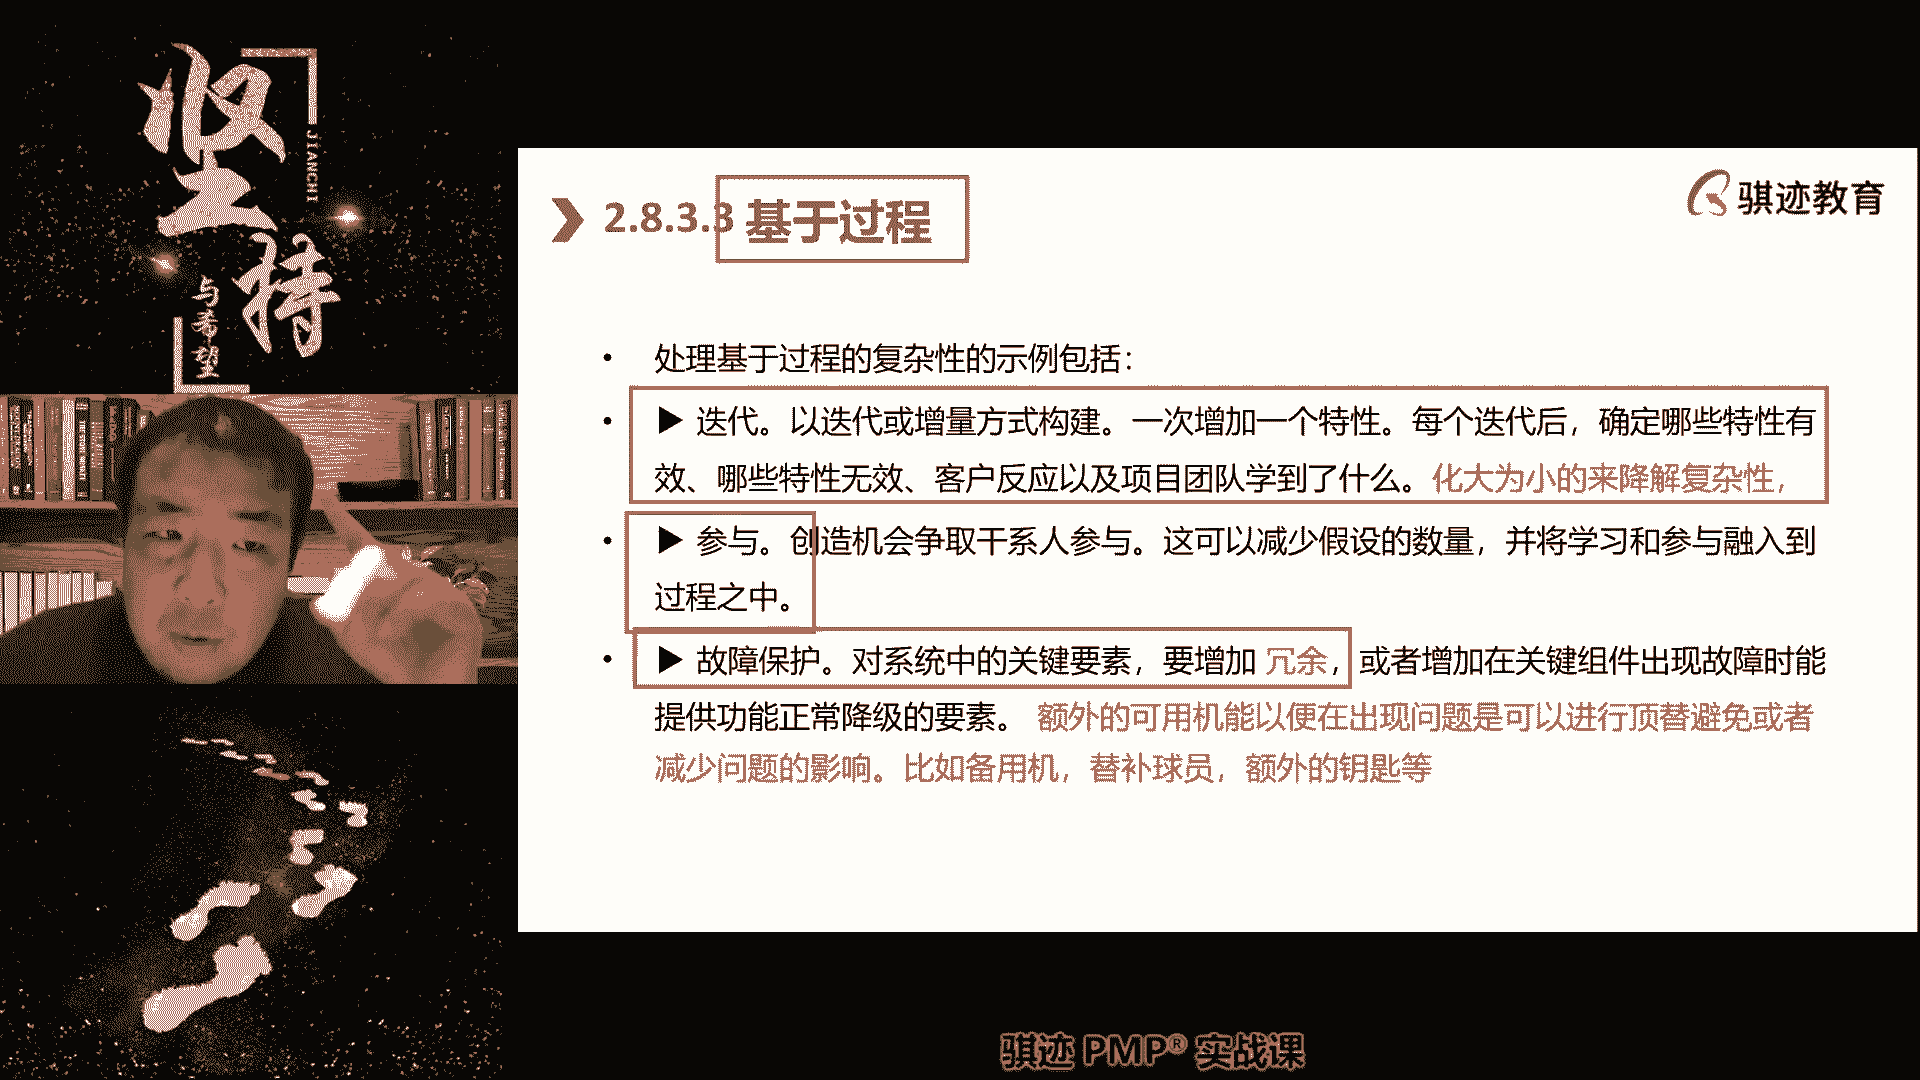 坚持
JIANCHI
与希望
骐迹教育
2.8.3.3 基于过程
• 处理基于过程的复杂性的示例包括：
• ▶ 迭代。以迭代或增量方式构建。一次增加一个特性。每个迭代后，确定哪些特性有
效、哪些特性无效、客户反应以及项目团队学到了什么。化大为小的来降解复杂性，
• ▶ 参与。创造机会争取干系人参与。这可以减少假设的数量，并将学习和参与融入到
过程之中。
• ▶ 故障保护。对系统中的关键要素，要增加 冗余，或者增加在关键组件出现故障时能
提供功能正常降级的要素。 额外的可用机能以便在出现问题是可以进行顶替避免或者
减少问题的影响。比如备用机，替补球员，额外的钥匙等
骐迹 PMP® 实战课